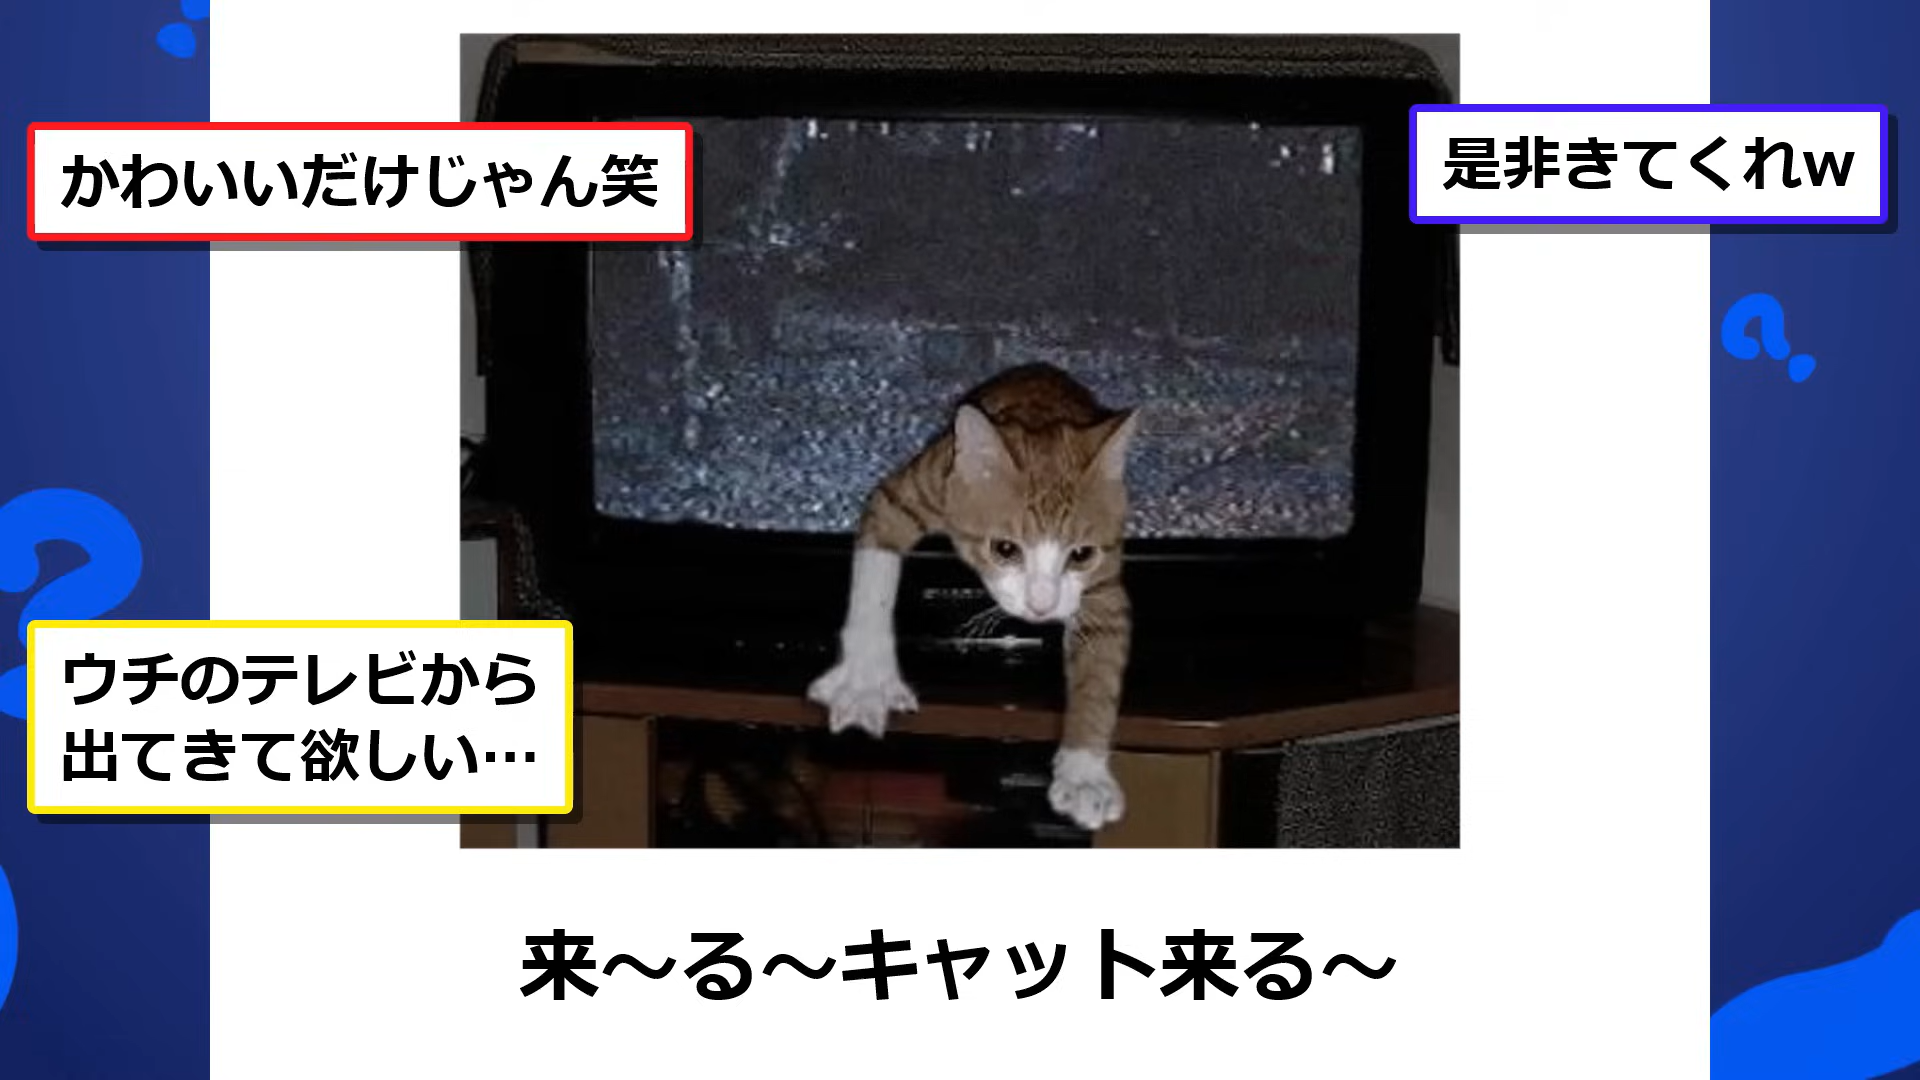 かわいいだけじゃん笑
是非きてくれw
ウチのテレビから
出てきて欲しい…
来～る～キャット来る～